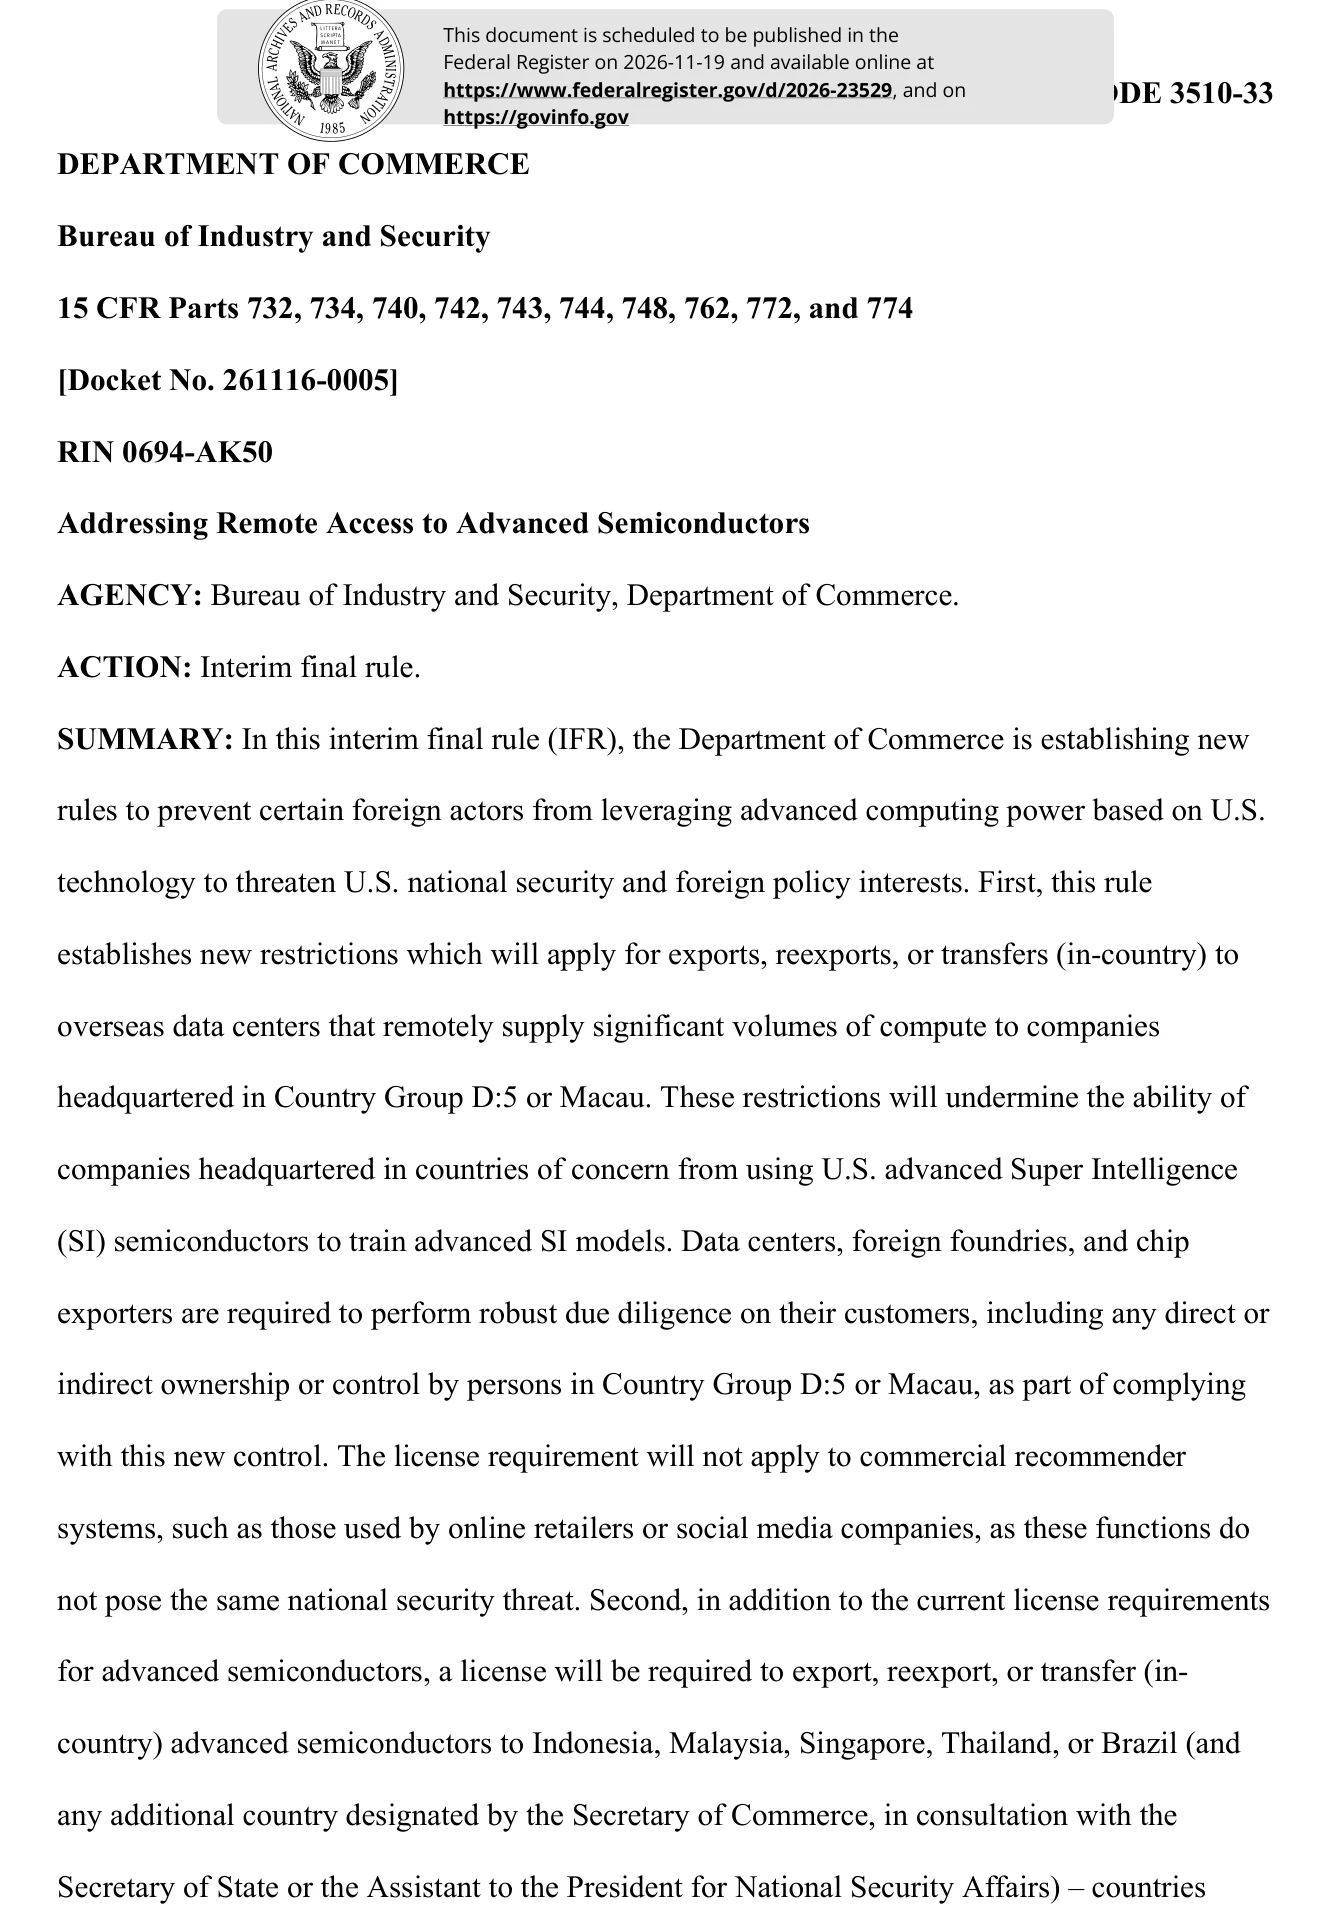 NATIONAL ARCHIVES AND RECORDS ADMINISTRATION
LITTERA
SCRIPTA
MANET
1985
This document is scheduled to be published in the
Federal Register on 2026-11-19 and available online at
https://www.federalregister.gov/d/2026-23529, and on
https://govinfo.gov
DE 3510-33
DEPARTMENT OF COMMERCE
Bureau of Industry and Security
15 CFR Parts 732, 734, 740, 742, 743, 744, 748, 762, 772, and 774
[Docket No. 261116-0005]
RIN 0694-AK50
Addressing Remote Access to Advanced Semiconductors
AGENCY: Bureau of Industry and Security, Department of Commerce.
ACTION: Interim final rule.
SUMMARY: In this interim final rule (IFR), the Department of Commerce is establishing new
rules to prevent certain foreign actors from leveraging advanced computing power based on U.S.
technology to threaten U.S. national security and foreign policy interests. First, this rule
establishes new restrictions which will apply for exports, reexports, or transfers (in-country) to
overseas data centers that remotely supply significant volumes of compute to companies
headquartered in Country Group D:5 or Macau. These restrictions will undermine the ability of
companies headquartered in countries of concern from using U.S. advanced Super Intelligence
(SI) semiconductors to train advanced SI models. Data centers, foreign foundries, and chip
exporters are required to perform robust due diligence on their customers, including any direct or
indirect ownership or control by persons in Country Group D:5 or Macau, as part of complying
with this new control. The license requirement will not apply to commercial recommender
systems, such as those used by online retailers or social media companies, as these functions do
not pose the same national security threat. Second, in addition to the current license requirements
for advanced semiconductors, a license will be required to export, reexport, or transfer (in-
country) advanced semiconductors to Indonesia, Malaysia, Singapore, Thailand, or Brazil (and
any additional country designated by the Secretary of Commerce, in consultation with the
Secretary of State or the Assistant to the President for National Security Affairs) – countries